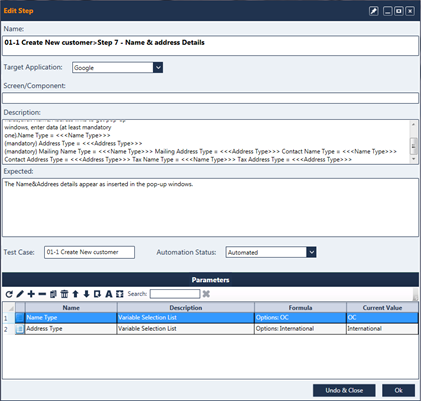 Edit Step
Name:
01-1 Create New customer>Step 7 - Name & address Details
Target Application: Google
Screen/Component:
Description:
windows, enter data (at least mandatory
one).Name Type = <<<Name Type>>>
(mandatory) Address Type = <<<Address Type>>>
(mandatory) Mailing Name Type = <<<Name Type>>> Mailing Address Type = <<<Address Type>>> Contact Name Type = <<<Name Type>>>
Contact Address Type = <<<Address Type>>> Tax Name Type = <<<Name Type>>> Tax Address Type = <<<Address Type>>>
Expected:
The Name&Address details appear as inserted in the pop-up windows.
Test Case: 01-1 Create New customer Automation Status: Automated
Parameters
Search:
Name Description Formula Current Value
1 Name Type Variable Selection List Options: OC OC
2 Address Type Variable Selection List Options: International International
Undo & Close Ok